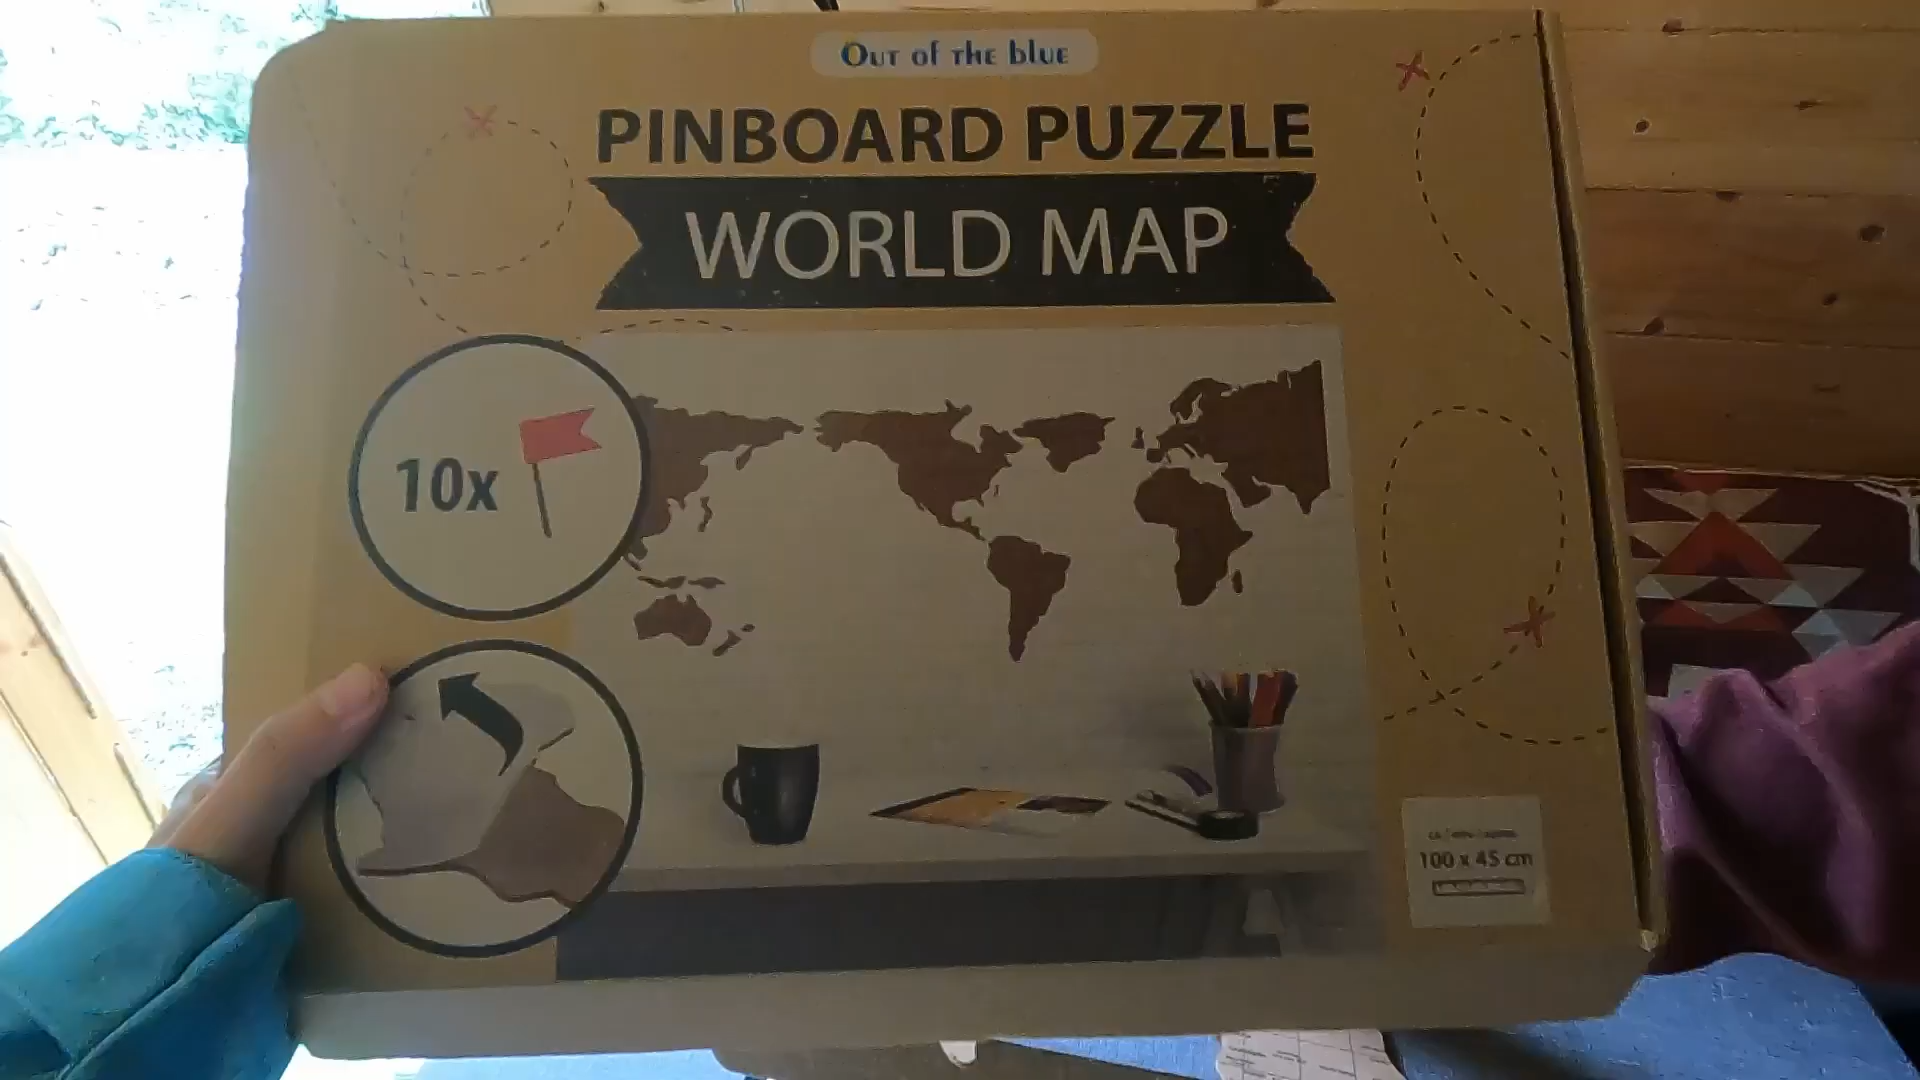 Out of the blue
PINBOARD PUZZLE
WORLD MAP
10x
100 x 45 cm